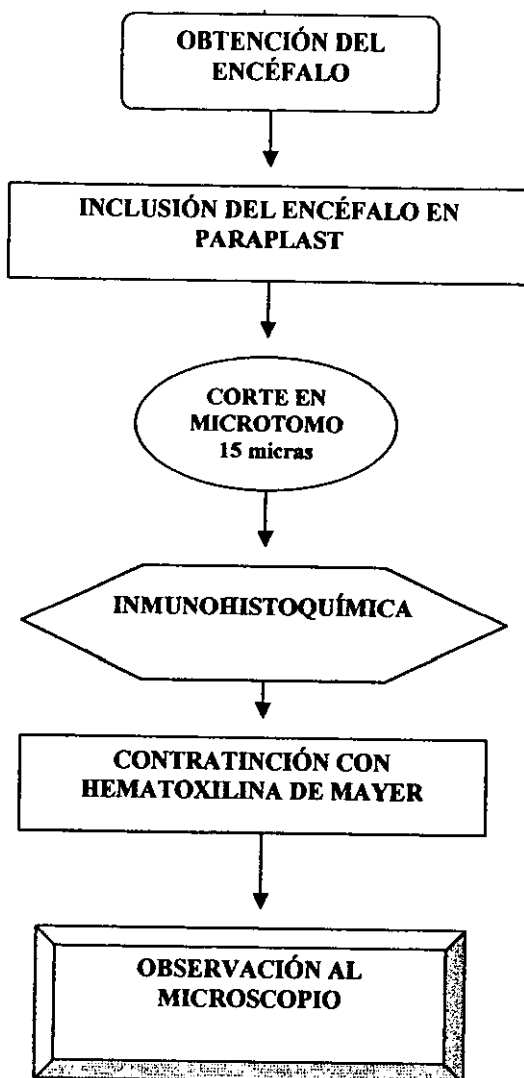 OBTENCIÓN DEL
ENCÉFALO
INCLUSIÓN DEL ENCÉFALO EN
PARAPLAST
CORTE EN
MICROTOMO
15 micras
INMUNOHISTOQUÍMICA
CONTRATINCIÓN CON
HEMATOXILINA DE MAYER
OBSERVACIÓN AL
MICROSCOPIO